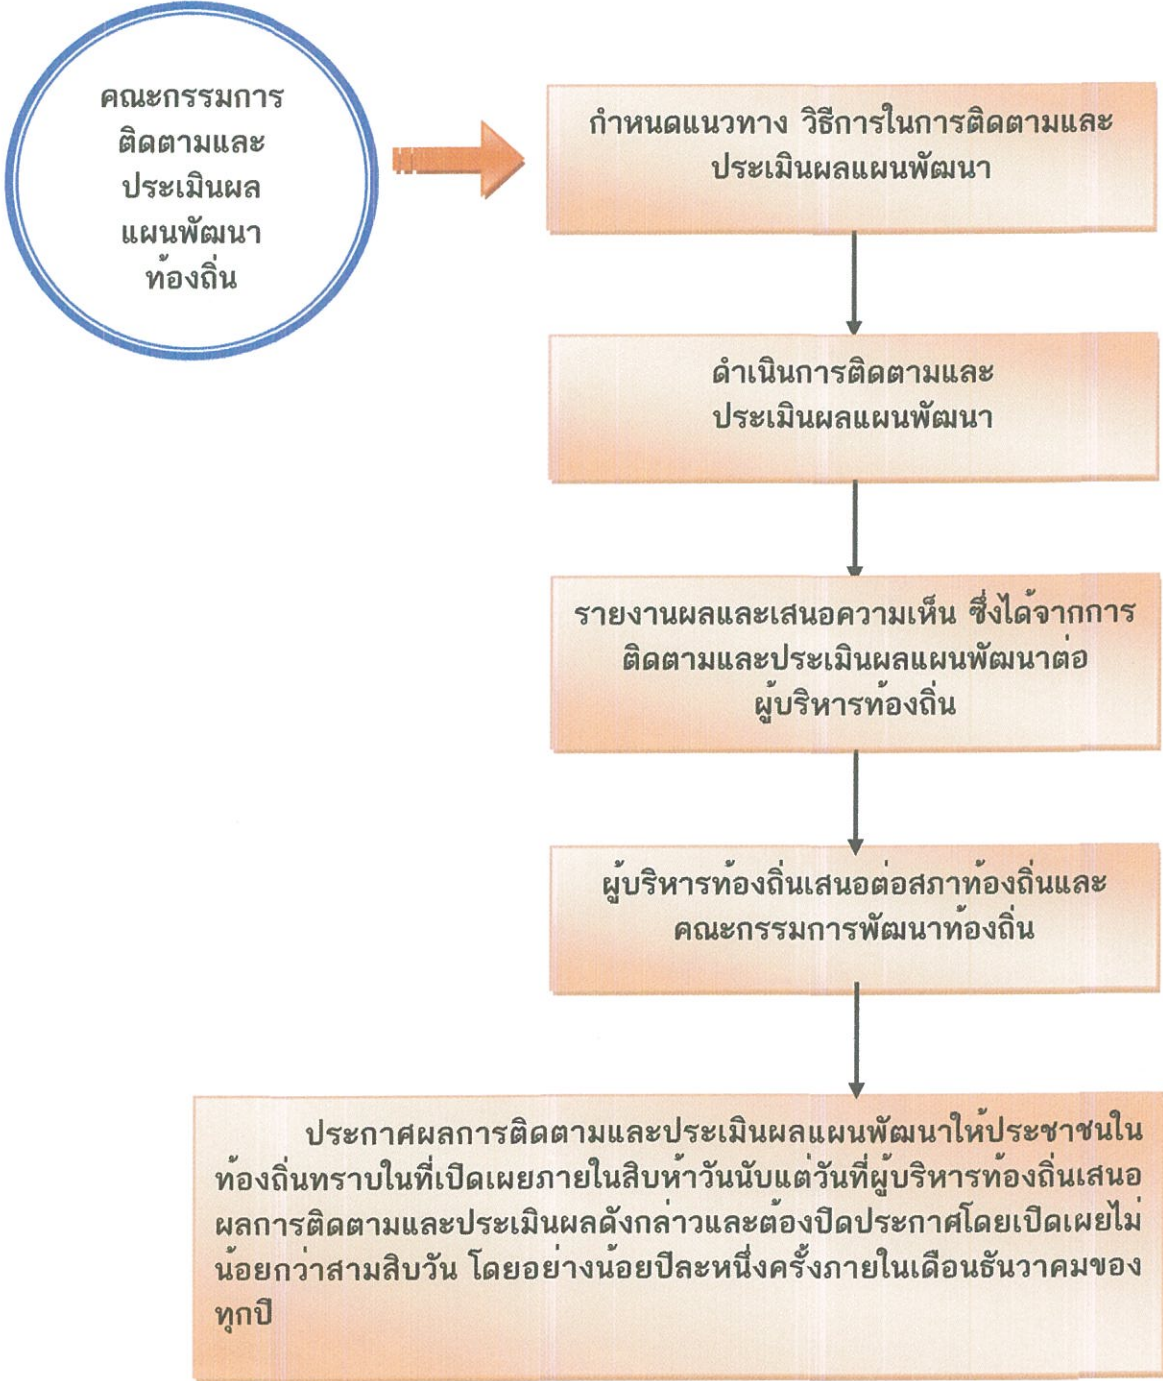 คณะกรรมการ
ติดตามและ
ประเมินผล
แผนพัฒนา
ท้องถิ่น
กำหนดแนวทาง วิธีการในการติดตามและ
ประเมินผลแผนพัฒนา
ดำเนินการติดตามและ
ประเมินผลแผนพัฒนา
รายงานผลและเสนอความเห็น ซึ่งได้จากการ
ติดตามและประเมินผลแผนพัฒนาต่อ
ผู้บริหารท้องถิ่น
ผู้บริหารท้องถิ่นเสนอต่อสภาท้องถิ่นและ
คณะกรรมการพัฒนาท้องถิ่น
ประกาศผลการติดตามและประเมินผลแผนพัฒนาให้ประชาชนใน
ท้องถิ่นทราบในที่เปิดเผยภายในสิบห้าวันนับแต่วันที่ผู้บริหารท้องถิ่นเสนอ
ผลการติดตามและประเมินผลดังกล่าวและต้องปิดประกาศโดยเปิดเผยไม่
น้อยกว่าสามสิบวัน โดยอย่างน้อยปีละหนึ่งครั้งภายในเดือนธันวาคมของ
ทุกปี